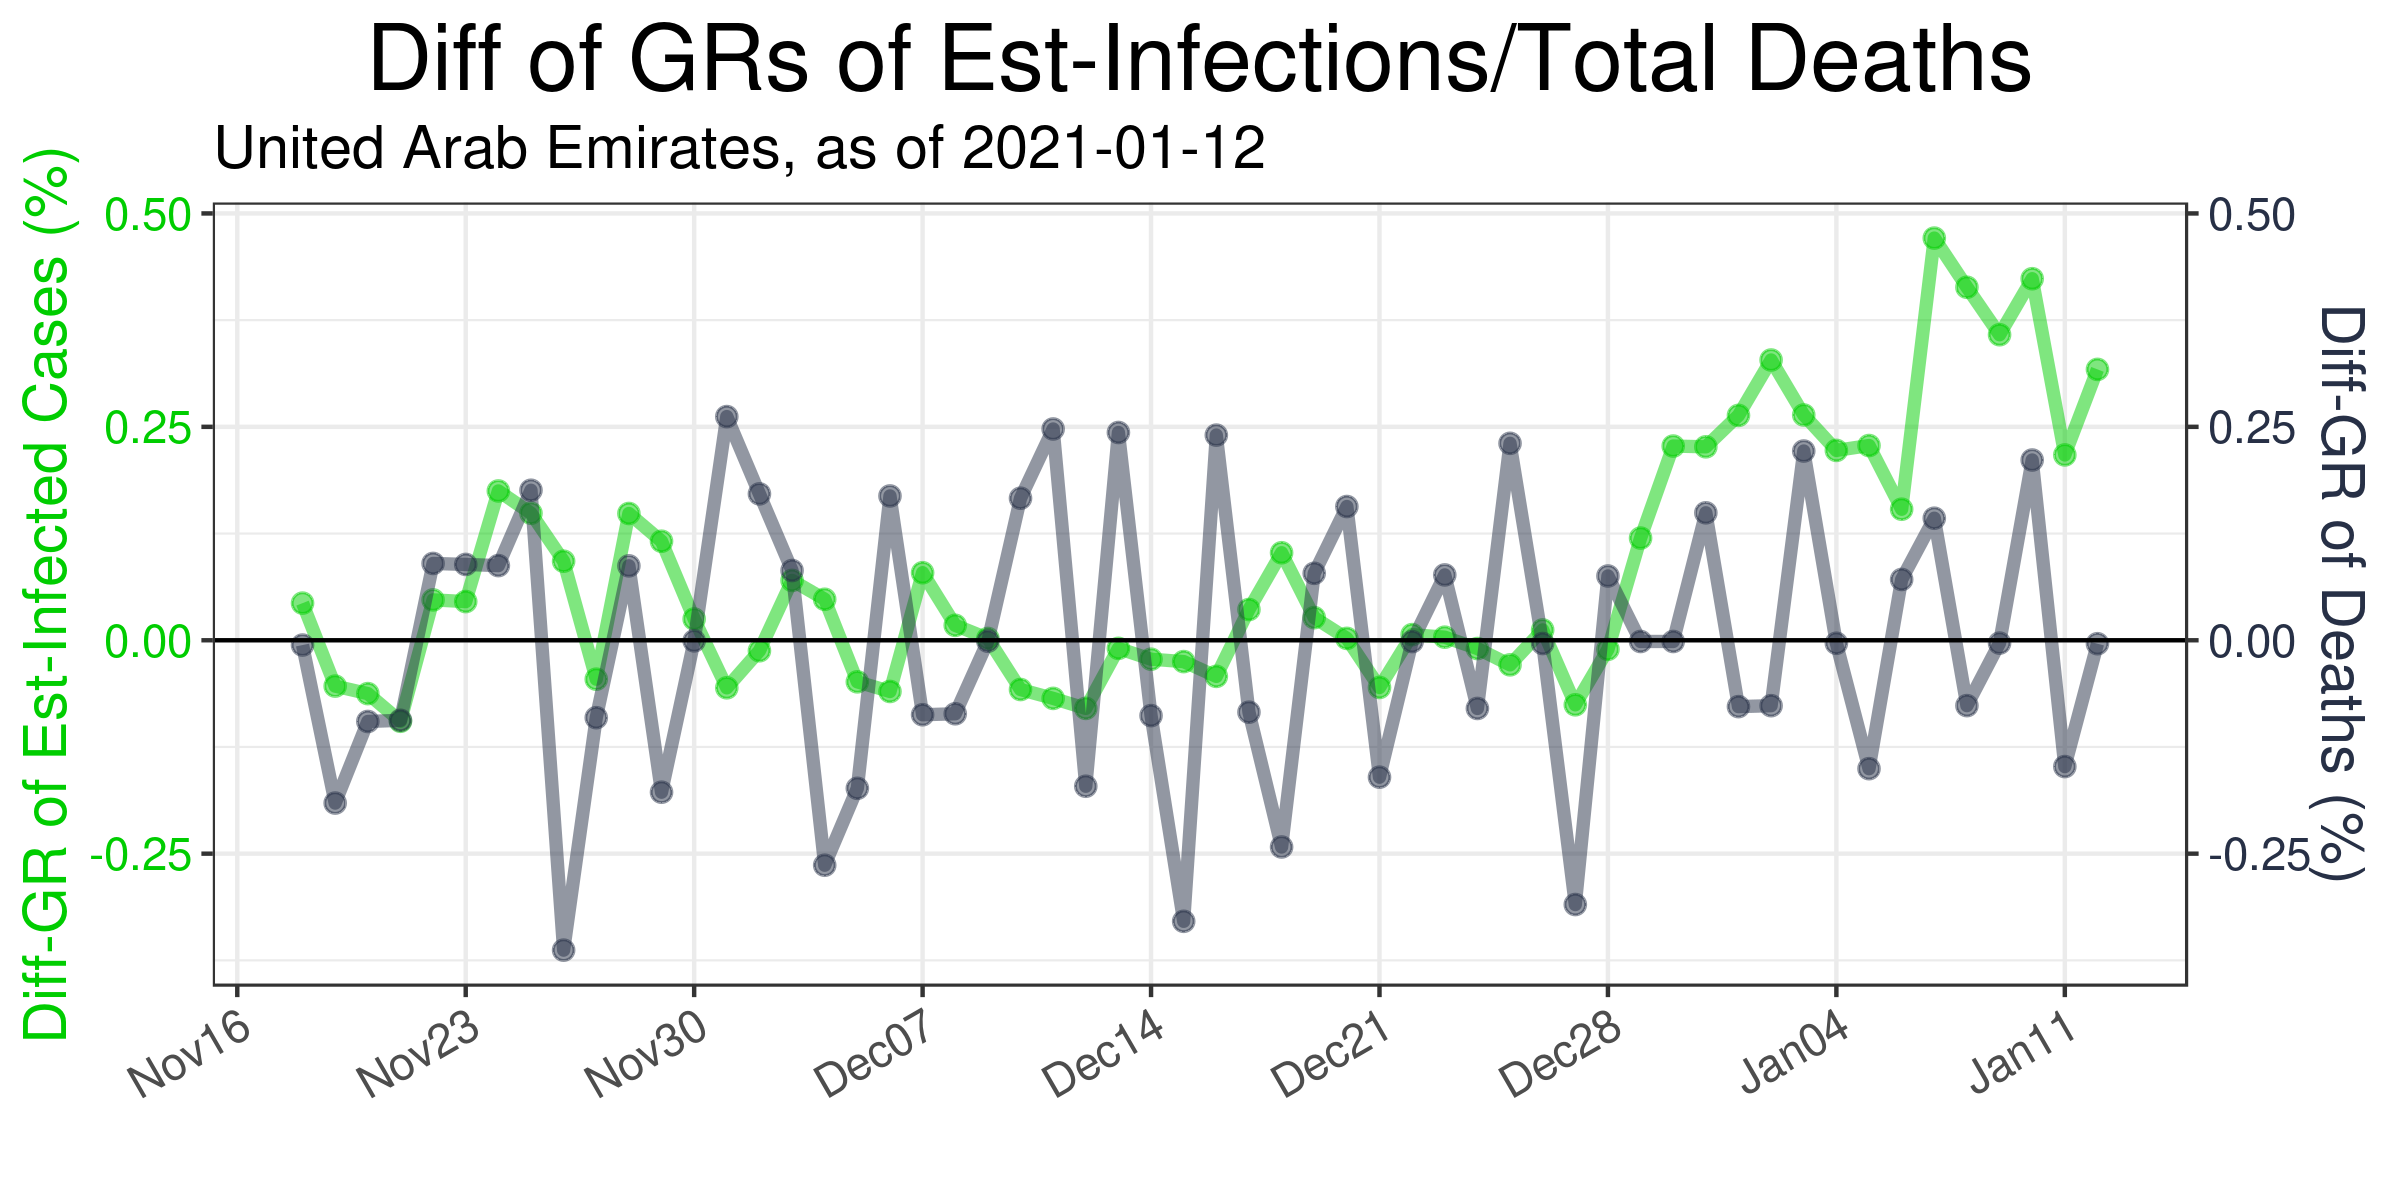 Diff of GRs of Est-Infections/Total Deaths
United Arab Emirates, as of 2021-01-12
Diff-GR of Est-Infected Cases (%)
0.50
0.25
0.00
-0.25
0.50
0.25
0.00
-0.25
Diff-GR of Deaths (%)
Nov16
Nov23
Nov30
Dec07
Dec14
Dec21
Dec28
Jan04
Jan11